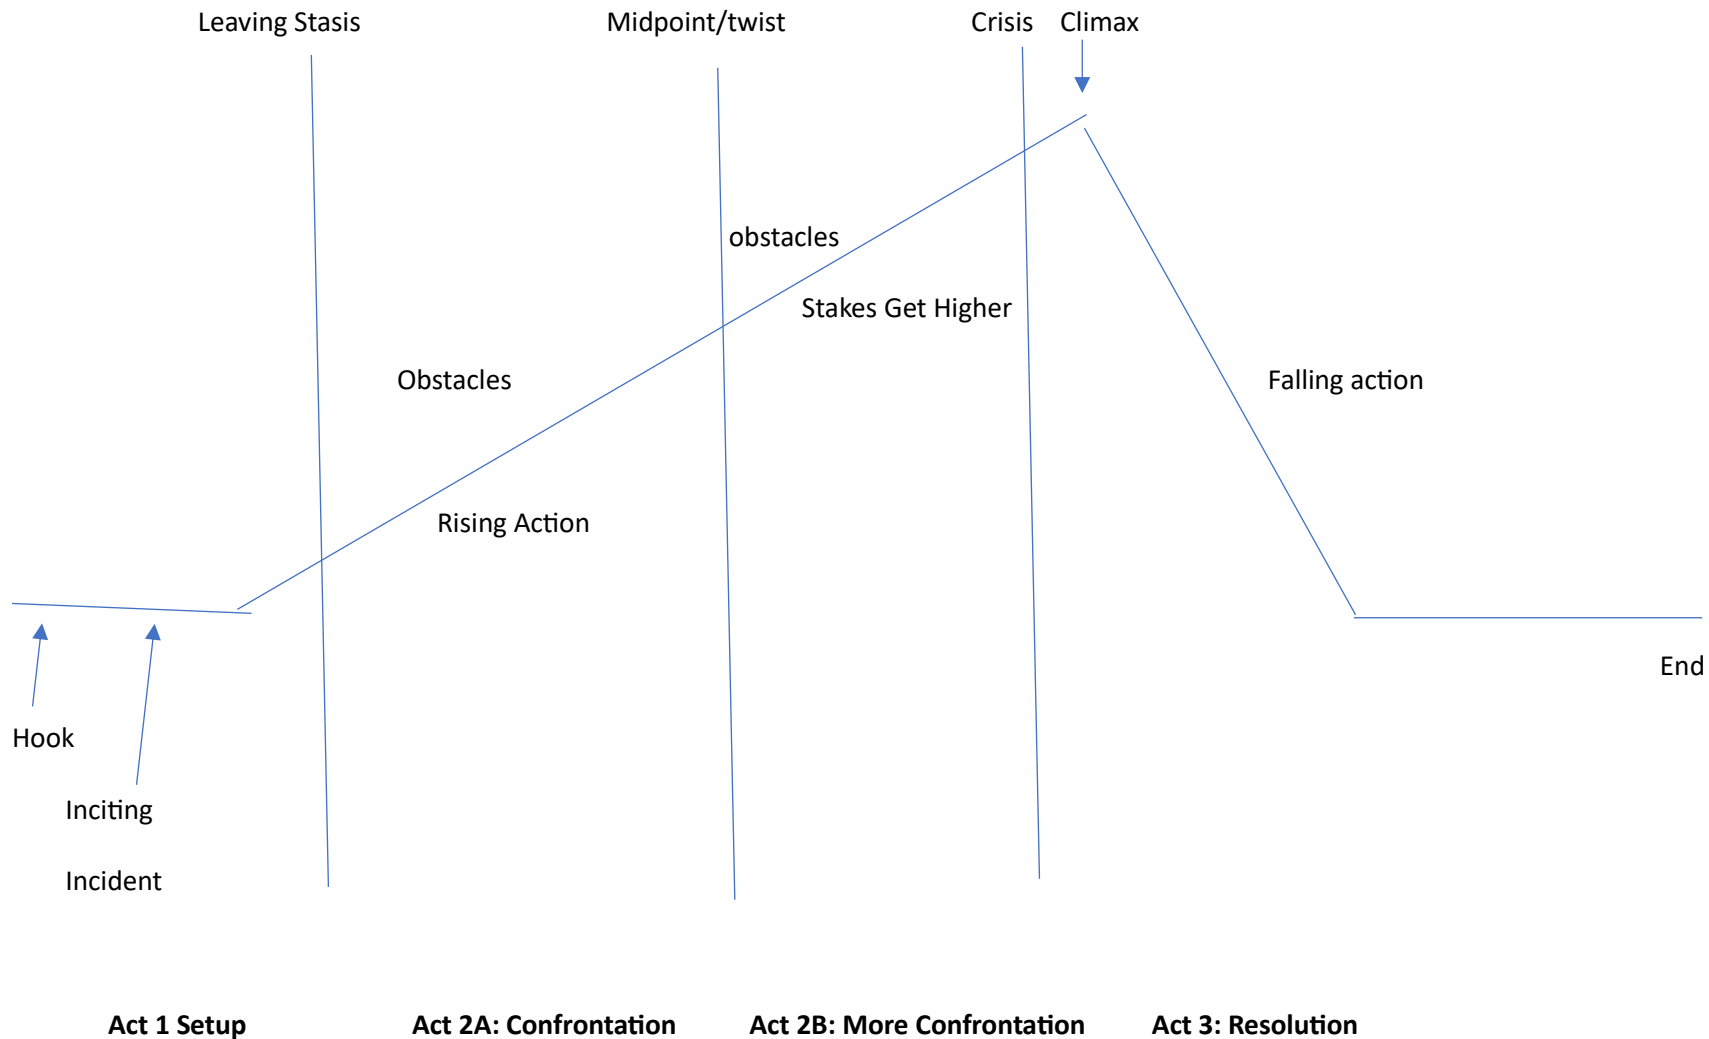 Leaving Stasis
Midpoint/twist
Crisis
Climax
obstacles
Stakes Get Higher
Obstacles
Falling action
Rising Action
End
Hook
Inciting
Incident
Act 1 Setup
Act 2A: Confrontation
Act 2B: More Confrontation
Act 3: Resolution